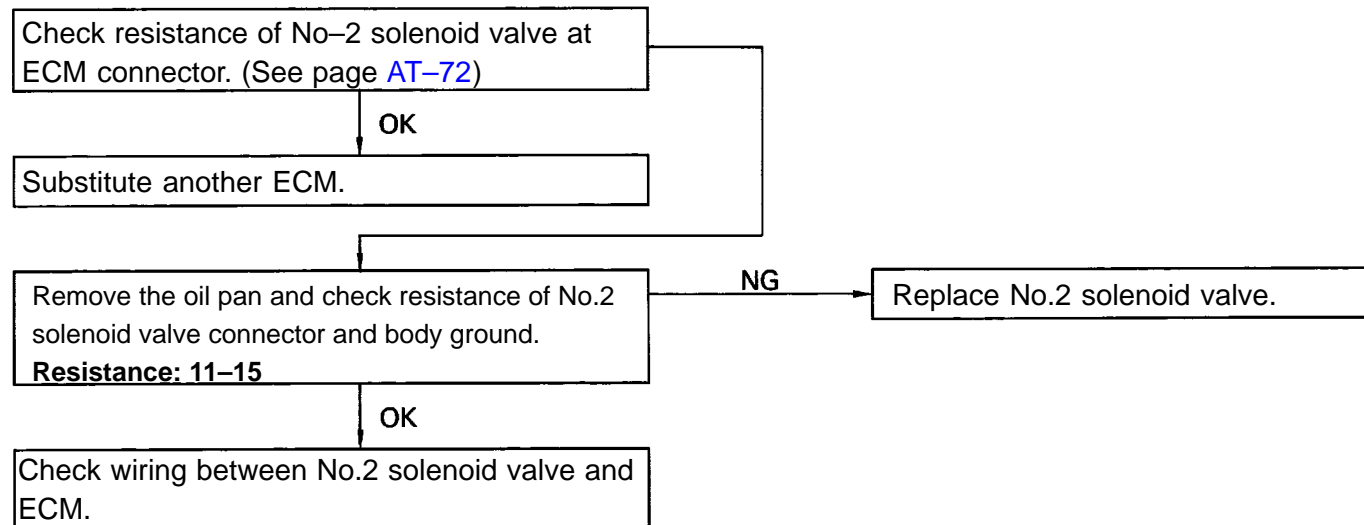 Check resistance of No–2 solenoid valve at
ECM connector. (See page AT–72)
OK
Substitute another ECM.
Remove the oil pan and check resistance of No.2
solenoid valve connector and body ground.
Resistance: 11–15
NG
Replace No.2 solenoid valve.
OK
Check wiring between No.2 solenoid valve and
ECM.